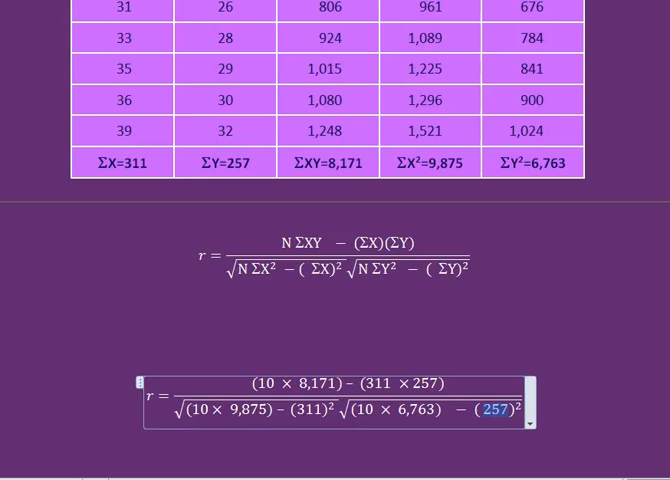 31 26 806 961 676
33 28 924 1,089 784
35 29 1,015 1,225 841
36 30 1,080 1,296 900
39 32 1,248 1,521 1,024
ΣX=311 ΣY=257 ΣXY=8,171 ΣX²=9,875 ΣY²=6,763
N ΣXY − (ΣX)(ΣY)
r =
√N ΣX² − ( ΣX)² √N ΣY² − ( ΣY)²
(10 × 8,171) − (311 × 257)
r =
√(10 × 9,875) − (311)² √(10 × 6,763) − ( 257)²